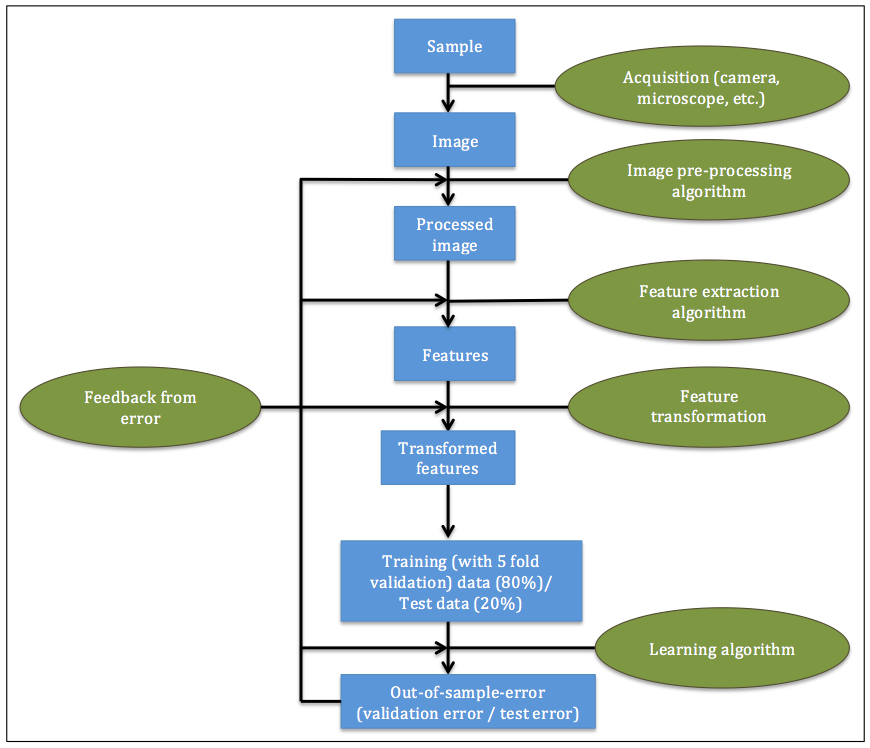 Sample
Acquisition (camera,
microscope, etc.)
Image
Image pre-processing
algorithm
Processed
image
Feature extraction
algorithm
Features
Feedback from
error
Feature
transformation
Transformed
features
Training (with 5 fold
validation) data (80%)/
Test data (20%)
Learning algorithm
Out-of-sample-error
(validation error / test error)